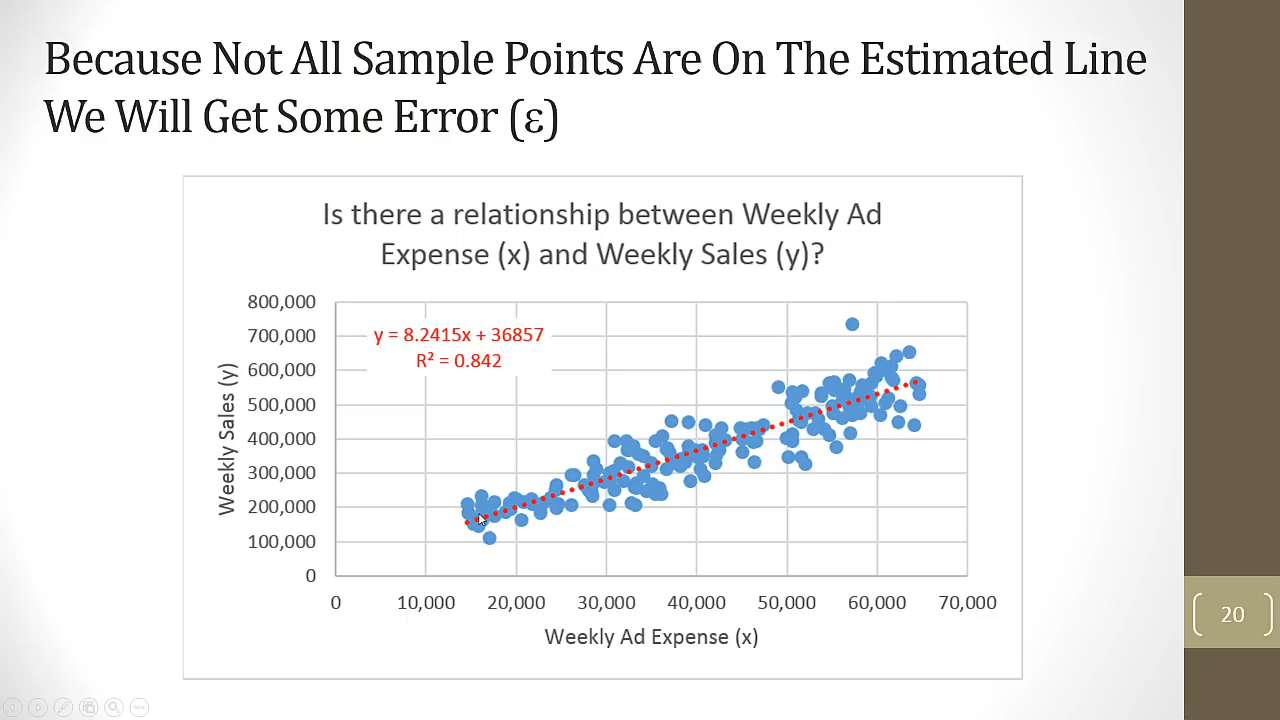 Because Not All Sample Points Are On The Estimated Line
We Will Get Some Error (ε)
Is there a relationship between Weekly Ad
Expense (x) and Weekly Sales (y)?
Weekly Sales (y)
800,000
700,000
600,000
500,000
400,000
300,000
200,000
100,000
0
y = 8.2415x + 36857
R² = 0.842
0 10,000 20,000 30,000 40,000 50,000 60,000 70,000
Weekly Ad Expense (x)
20